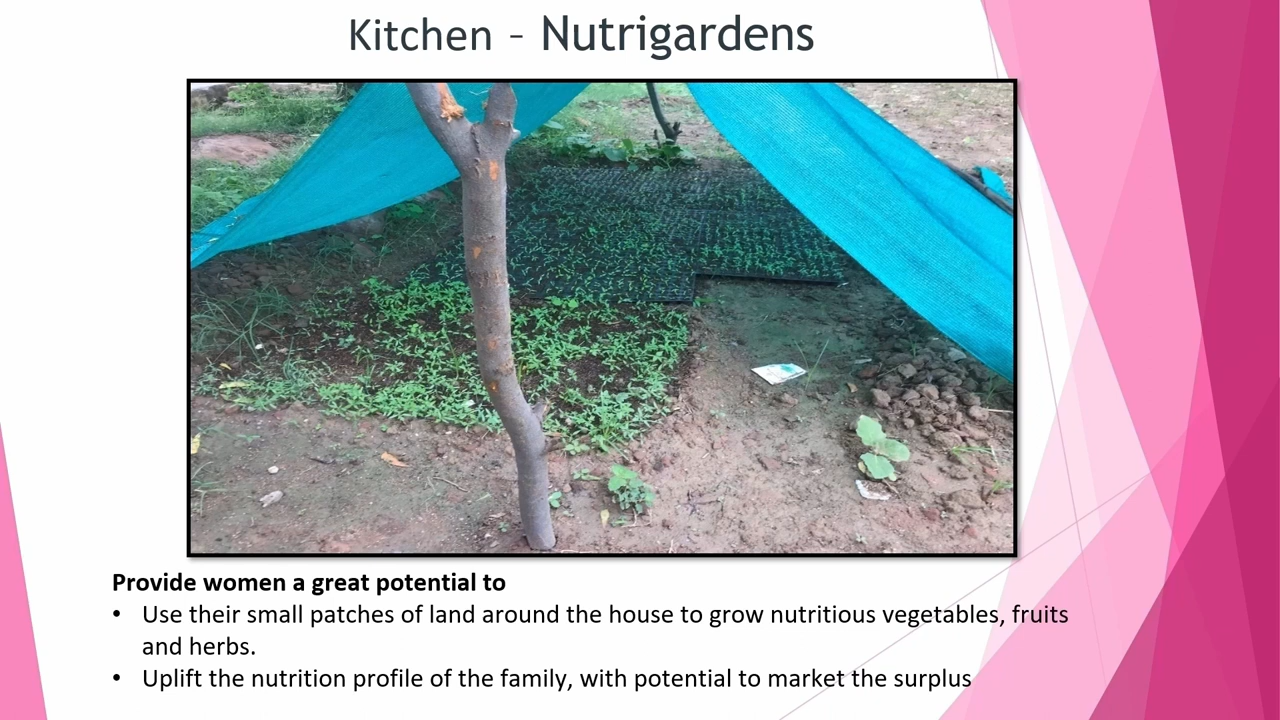 Kitchen – Nutrigardens
Provide women a great potential to
• Use their small patches of land around the house to grow nutritious vegetables, fruits
and herbs.
• Uplift the nutrition profile of the family, with potential to market the surplus